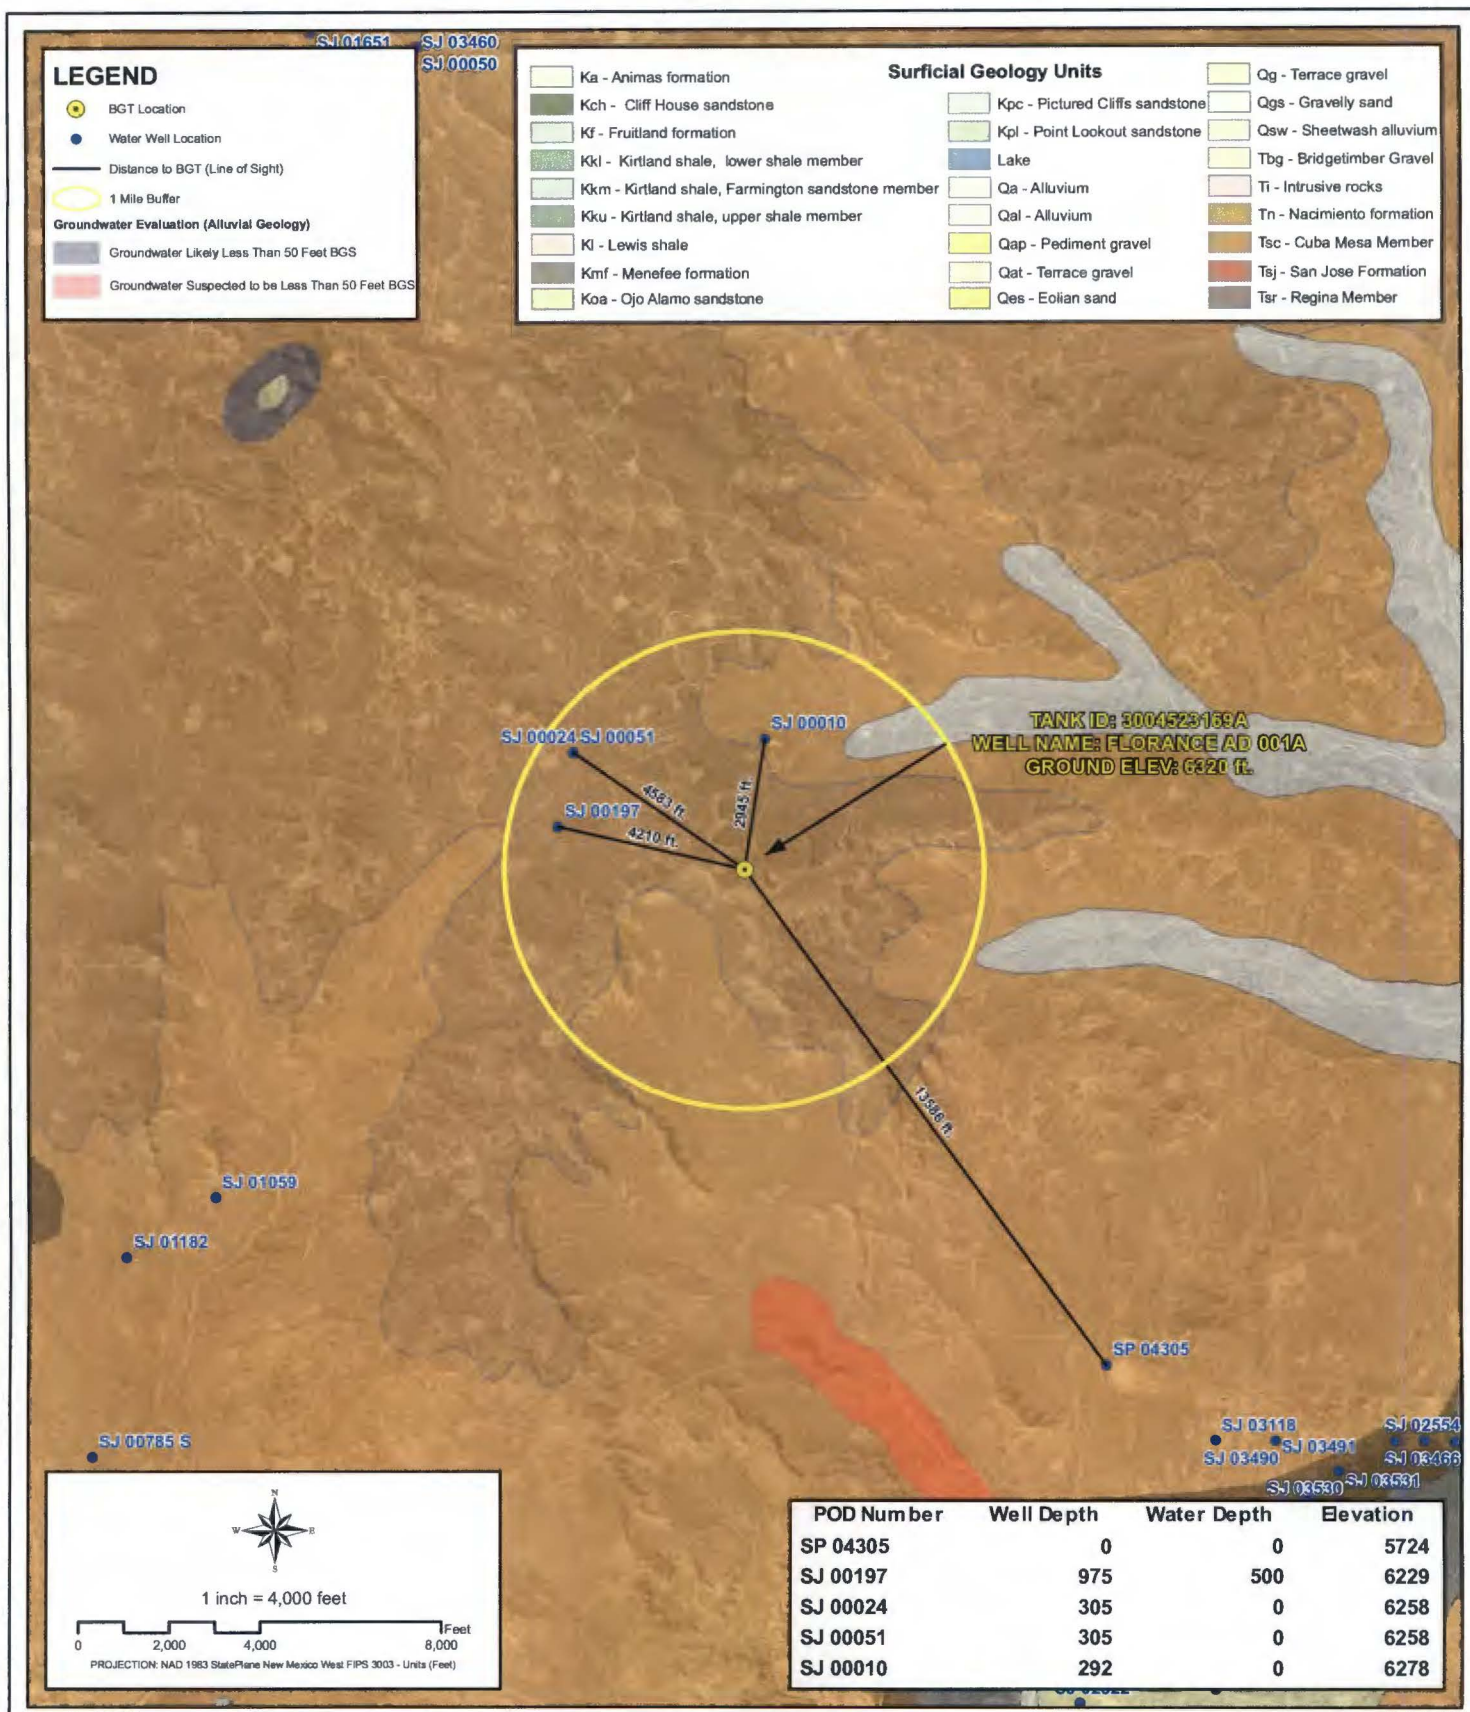 SJ 01651
SJ 03460
SJ 00050
LEGEND
BGT Location
Water Well Location
Distance to BGT (Line of Sight)
1 Mile Buffer
Groundwater Evaluation (Alluvial Geology)
Groundwater Likely Less Than 50 Feet BGS
Groundwater Suspected to be Less Than 50 Feet BGS
Surficial Geology Units
Ka - Animas formation
Kch - Cliff House sandstone
Kf - Fruitland formation
Kkl - Kirtland shale, lower shale member
Kkm - Kirtland shale, Farmington sandstone member
Kku - Kirtland shale, upper shale member
Kl - Lewis shale
Kmf - Menefee formation
Koa - Ojo Alamo sandstone
Kpc - Pictured Cliffs sandstone
Kpl - Point Lookout sandstone
Lake
Qa - Alluvium
Qal - Alluvium
Qap - Pediment gravel
Qat - Terrace gravel
Qes - Eolian sand
Qg - Terrace gravel
Qgs - Gravelly sand
Qsw - Sheetwash alluvium
Tbg - Bridgetimber Gravel
Ti - Intrusive rocks
Tn - Nacimiento formation
Tsc - Cuba Mesa Member
Tsj - San Jose Formation
Tsr - Regina Member
SJ 00024 SJ 00051
SJ 00010
TANK ID: 3004523169A
WELL NAME: FLORANCE AD 001A
GROUND ELEV: 6320 ft.
4583 ft.
2945 ft.
SJ 00197
4210 ft.
13586 ft.
SJ 01059
SJ 01182
SP 04305
SJ 00785 S
SJ 03118
SJ 03490
SJ 03491
SJ 02554
SJ 03466
SJ 03530
SJ 03531
N
W E
S
1 inch = 4,000 feet
Feet
0 2,000 4,000 8,000
PROJECTION: NAD 1983 StatePlane New Mexico West FIPS 3003 - Units (Feet)
POD Number Well Depth Water Depth Elevation
SP 04305 0 0 5724
SJ 00197 975 500 6229
SJ 00024 305 0 6258
SJ 00051 305 0 6258
SJ 00010 292 0 6278